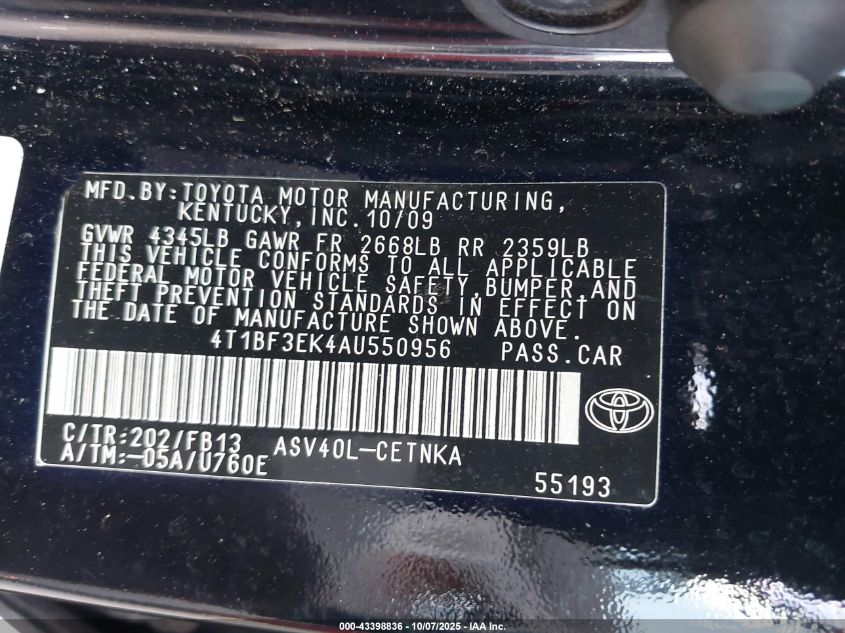 MFD.BY:TOYOTA MOTOR MANUFACTURING,
KENTUCKY,INC.10/09
GVWR 4345LB GAWR FR 2668LB RR 2359LB
THIS VEHICLE CONFORMS TO ALL APPLICABLE
FEDERAL MOTOR VEHICLE SAFETY,BUMPER,AND
THEFT PREVENTION STANDARDS IN EFFECT ON
THE DATE OF MANUFACTURE SHOWN ABOVE.
4T1BF3EK4AU550956 PASS.CAR
C/TR:202/FB13 ASV40L-CETNKA
A/TM:-05A/U760E
55193
000-43398836 - 10/07/2025 - IAA Inc.